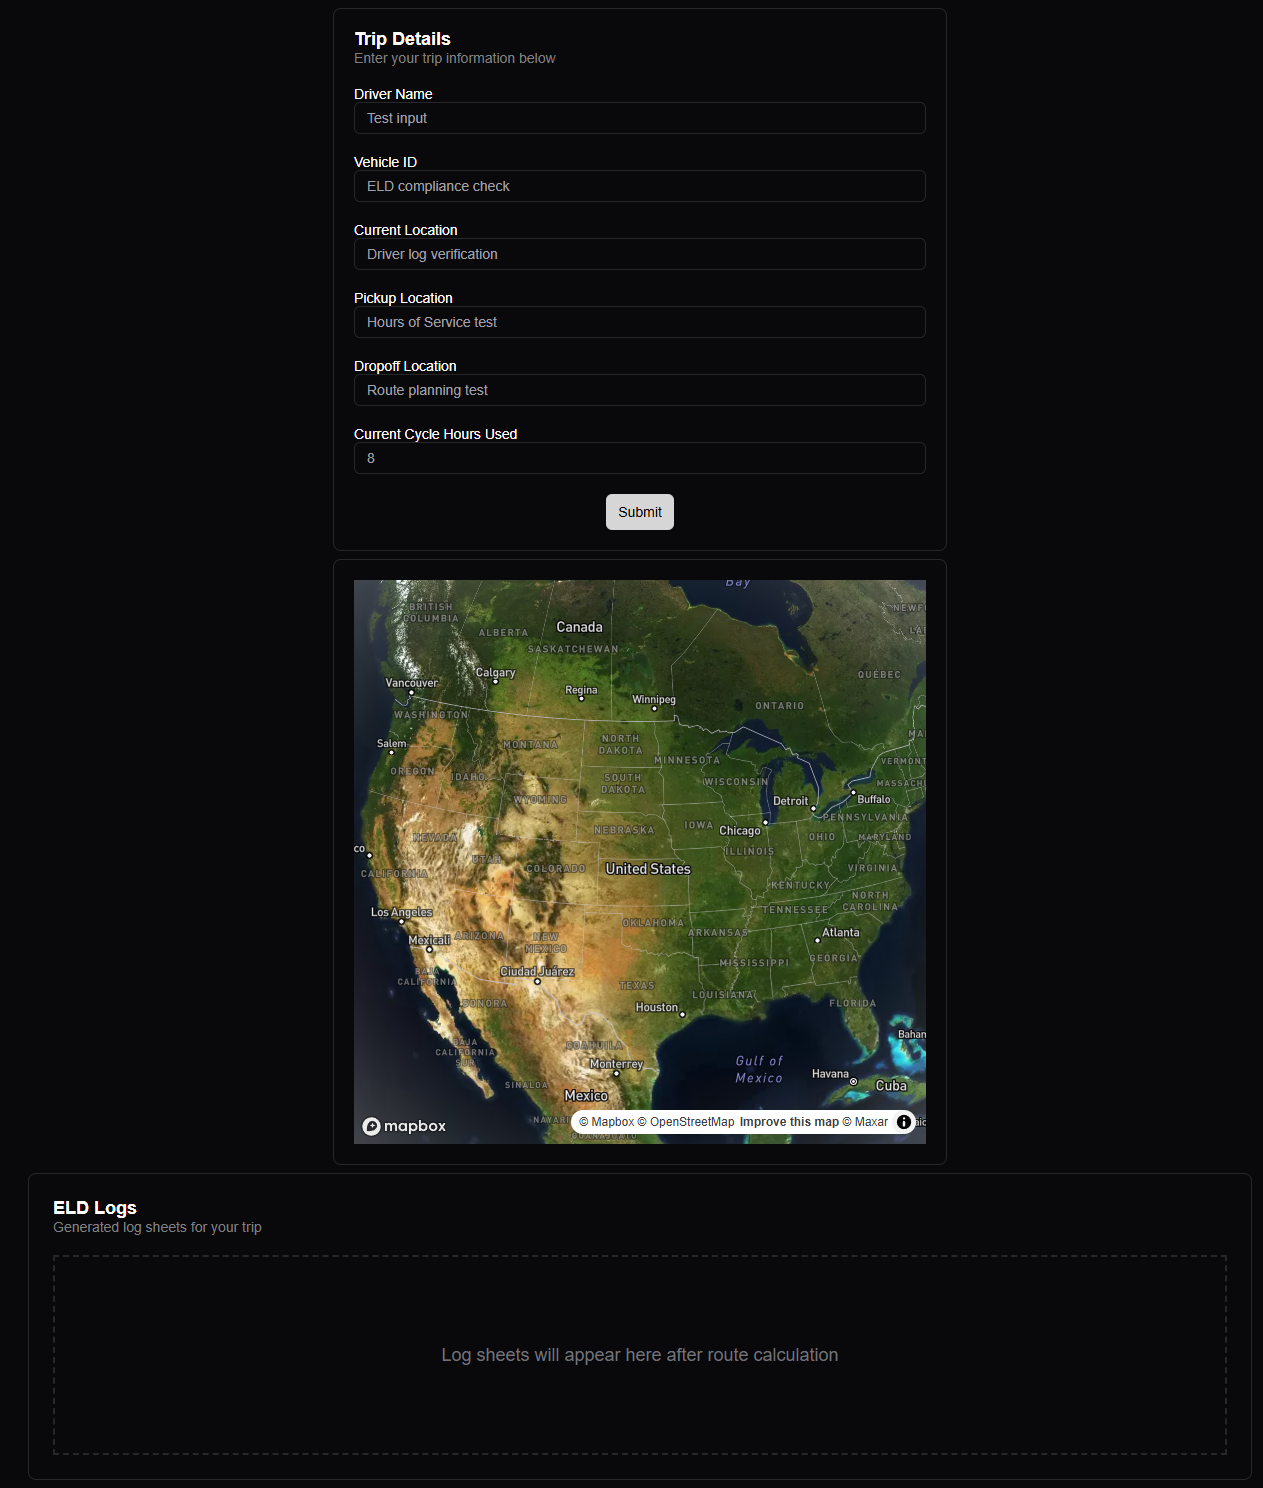 Trip Details
Enter your trip information below
Driver Name
Test input
Vehicle ID
ELD compliance check
Current Location
Driver log verification
Pickup Location
Hours of Service test
Dropoff Location
Route planning test
Current Cycle Hours Used
8
Submit
Bay
BRITISH
COLUMBIA
NEWF
ALBERTA
Canada
LA
SASKATCHEWAN
Calgary
QUÉBEC
Vancouver
Regina
Winnipeg
ONTARIO
WASHINGTON
MA
Salem
MONTANA
NORTH
DAKOTA
MINNESOTA
VERMONT
OREGON
IDAHO
SOUTH
DAKOTA
WISCONSIN
MASSACH
WYOMING
Detroit
Buffalo
PENNSYLVANIA
NEBRASKA
IOWA
Chicago
OHIO
MARYLAND
NEVADA
co
ILLINOIS
UTAH
COLORADO
United States
VIRGINIA
CALIFORNIA
KENTUCKY
NORTH
CAROLINA
Los Angeles
TENNESSEE
OKLAHOMA
ARKANSAS
Atlanta
Mexicali
ARIZONA
NEW
MEXICO
MISSISSIPPI
GEORGIA
BAJA
CALIFORNIA
Ciudad Juárez
TEXAS
LOUISIANA
SONORA
Houston
FLORIDA
Baham
BAJA
CALIFORNIA
SUR
COAHUILA
Monterrey
Gulf of
Mexico
Havana
SINALOA
Mexico
Cuba
NAYARI
mapbox
© Mapbox © OpenStreetMap Improve this map © Maxar
aic
GUANAJUATO
ELD Logs
Generated log sheets for your trip
Log sheets will appear here after route calculation